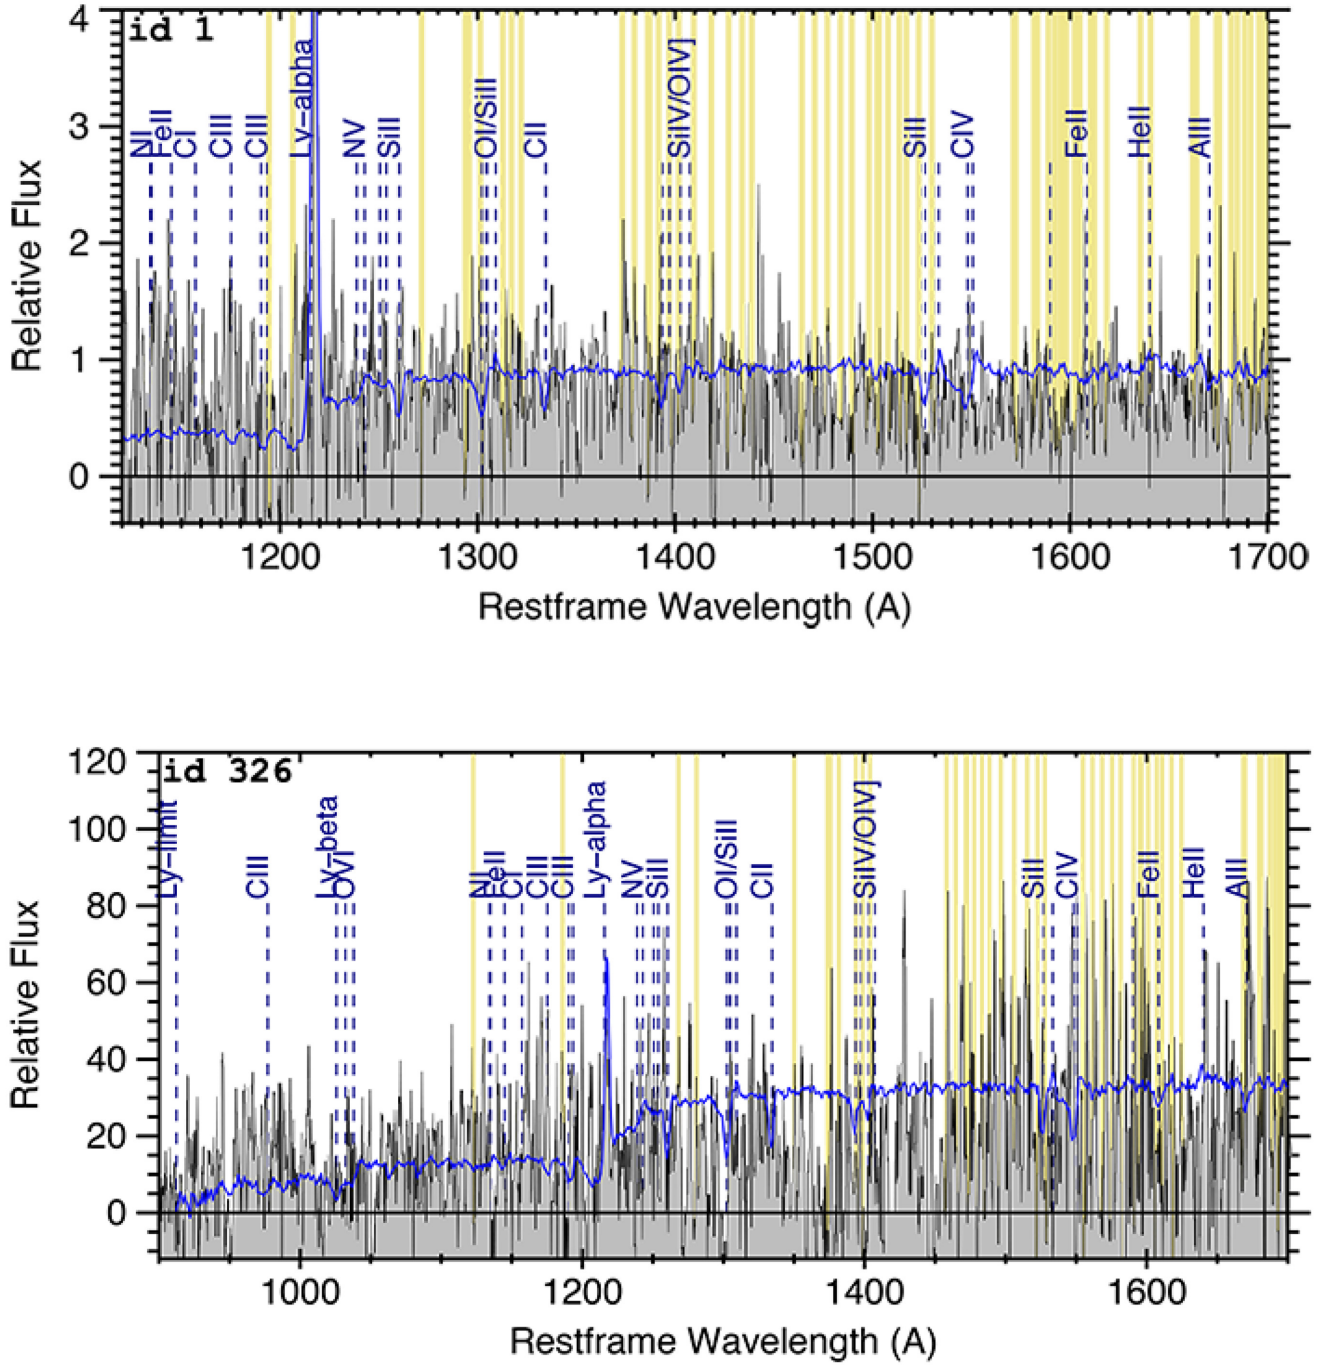 id 1
4
3
2
1
0
Relative Flux
NI FeII CI CIII CIII Ly-alpha NV SiII OI/SiII CII SiIV/OIV] SiII CIV FeII HeII AlII
1200 1300 1400 1500 1600 1700
Restframe Wavelength (A)
id 326
120
100
80
60
40
20
0
Relative Flux
Ly-limit CIII Ly-beta OVI NI FeII CI CIII CIII Ly-alpha NV SiII OI/SiII CII SiIV/OIV] SiII CIV FeII HeII AlII
1000 1200 1400 1600
Restframe Wavelength (A)